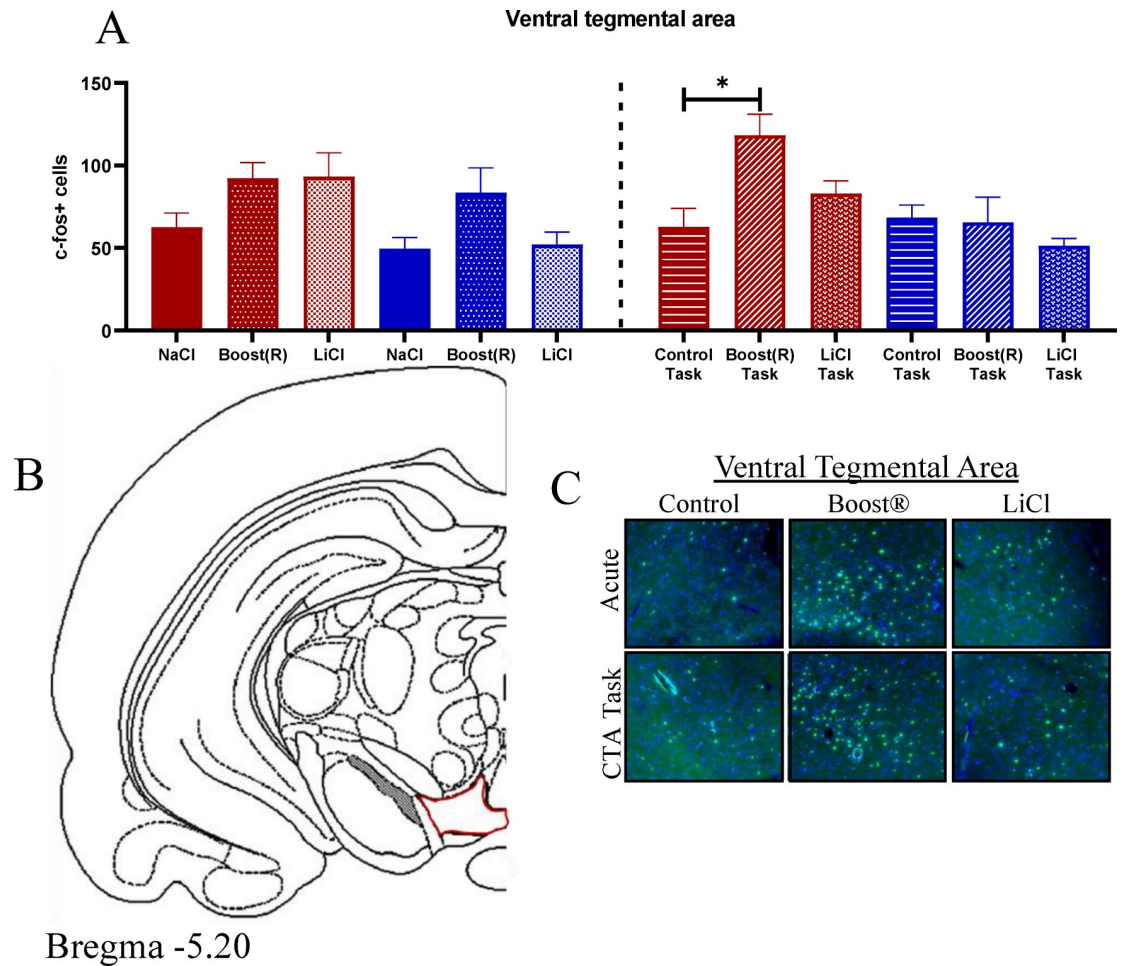 Ventral tegmental area
A
c-fos+ cells
150
100
50
0
*
NaCl Boost(R) LiCl NaCl Boost(R) LiCl Control Boost(R) LiCl Control Boost(R) LiCl
Task Task Task Task Task Task
B
C
Ventral Tegmental Area
Control Boost® LiCl
Acute
CTA Task
Bregma -5.20